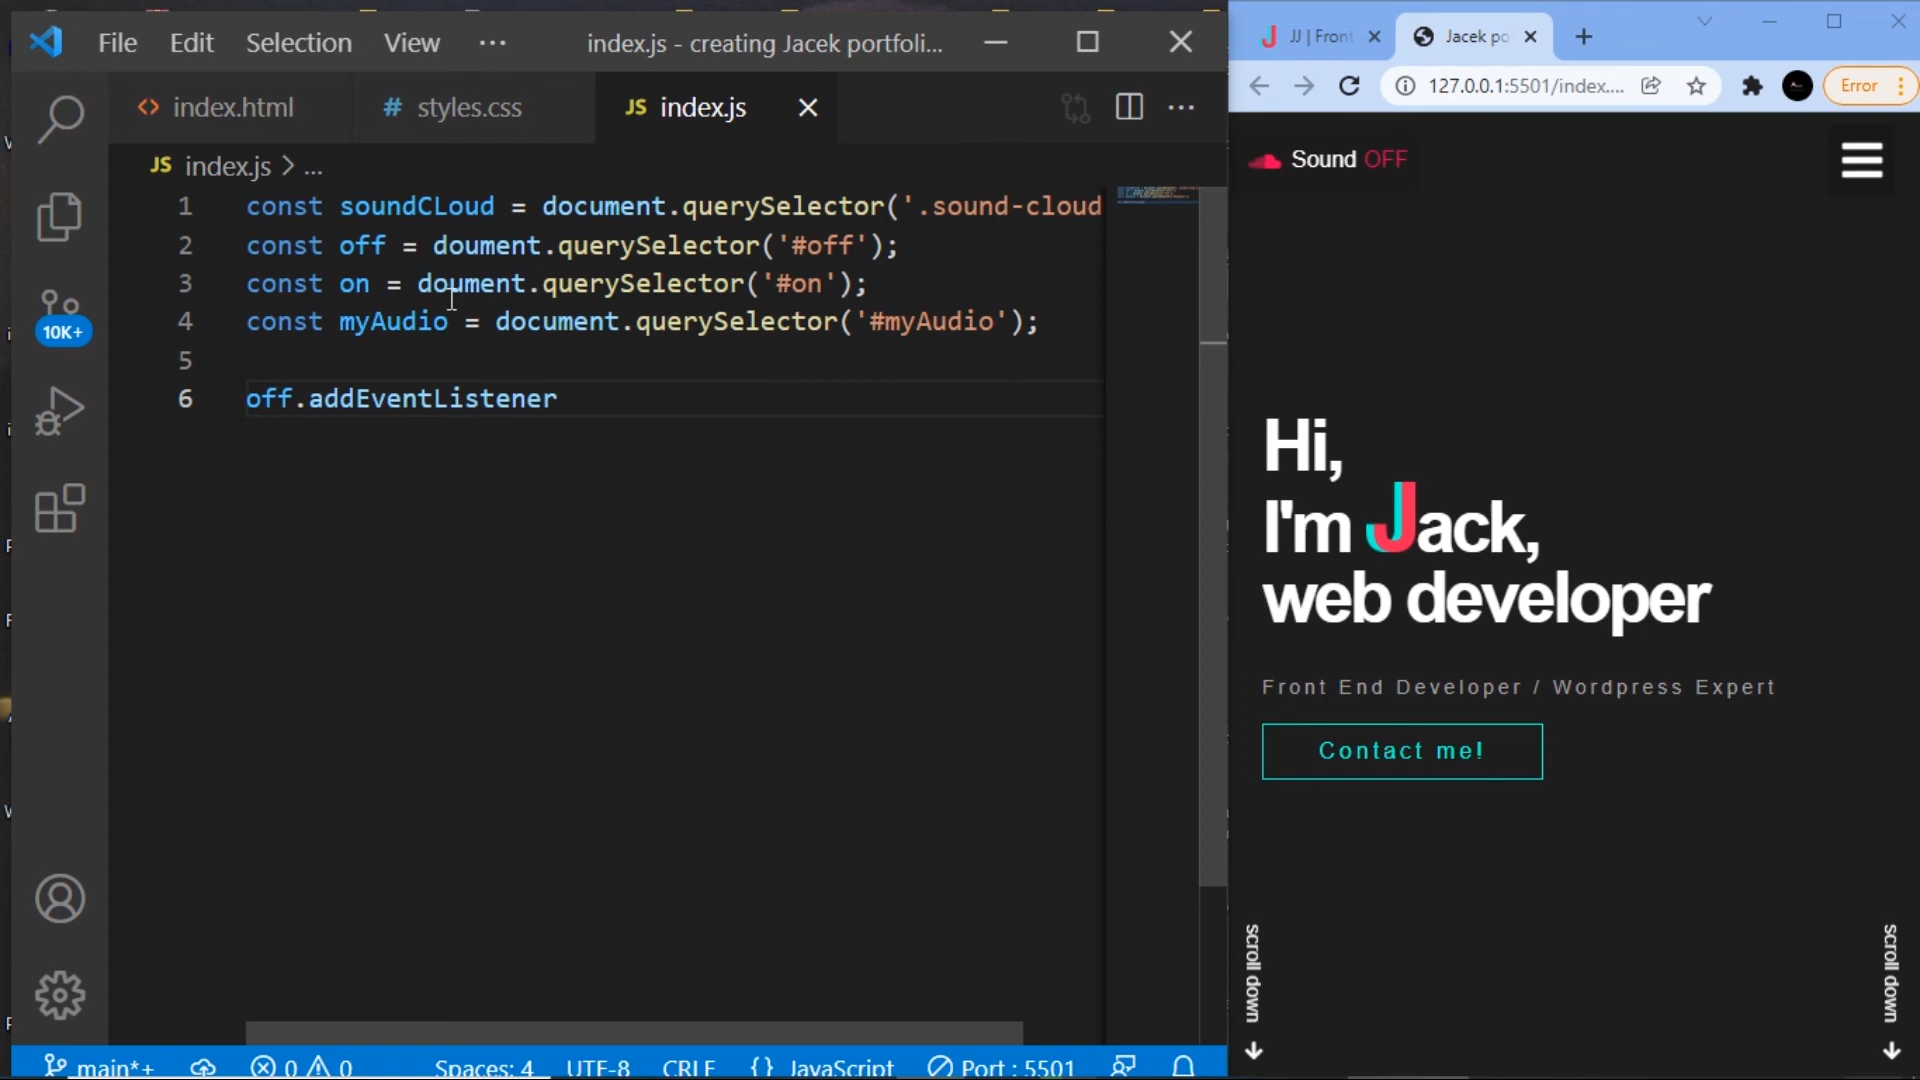 File Edit Selection View ··· index.js - creating Jacek portfoli...
index.html styles.css JS index.js
JS index.js > ...
1 const soundCLoud = document.querySelector('.sound-cloud
2 const off = doument.querySelector('#off');
3 const on = doument.querySelector('#on');
4 const myAudio = document.querySelector('#myAudio');
5
6 off.addEventListener
10K+
main*+ 0 0 Spaces: 4 UTF-8 CRLF {} JavaScript Port : 5501
JJ | Front Jacek po
127.0.0.1:5501/index.... Error
Sound OFF
Hi,
I'm Jack,
web developer
Front End Developer / Wordpress Expert
Contact me!
scroll down
scroll down